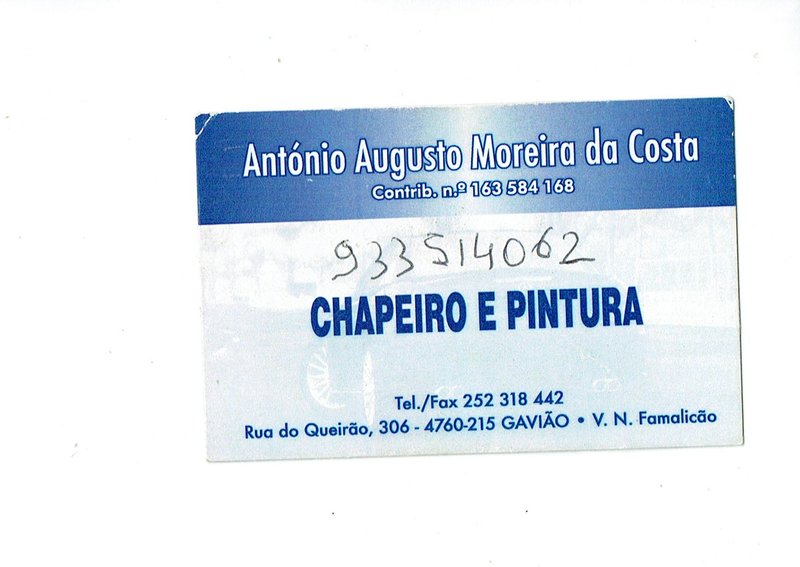 António Augusto Moreira da Costa
Contrib. n.º 163 584 168
933514062
CHAPEIRO E PINTURA
Tel./Fax 252 318 442
Rua do Queirão, 306 - 4760-215 GAVIÃO • V. N. Famalicão